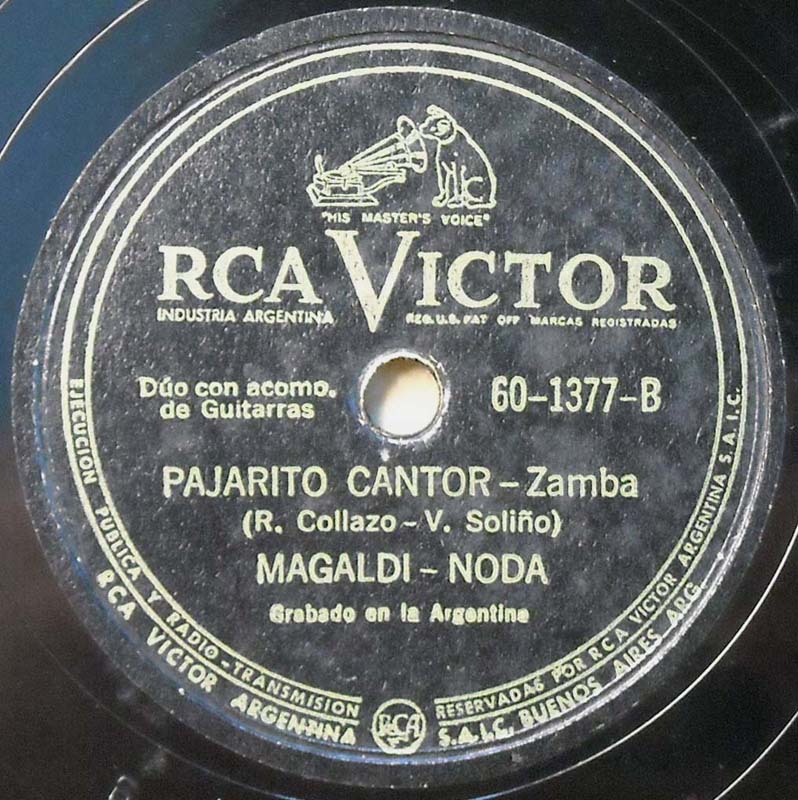 "HIS MASTER'S VOICE"
RCA VICTOR
INDUSTRIA ARGENTINA
REG. U.S. PAT OFF MARCAS REGISTRADAS
Dúo con acomp. de Guitarras
60-1377-B
PAJARITO CANTOR - Zamba
(R. Collazo - V. Soliño)
MAGALDI - NODA
Grabado en la Argentina
EJECUCION PUBLICA Y RADIO-TRANSMISION RESERVADAS POR RCA VICTOR ARGENTINA S.A.I.C.
RCA VICTOR ARGENTINA
RCA
S.A.I.C. BUENOS AIRES ARG.